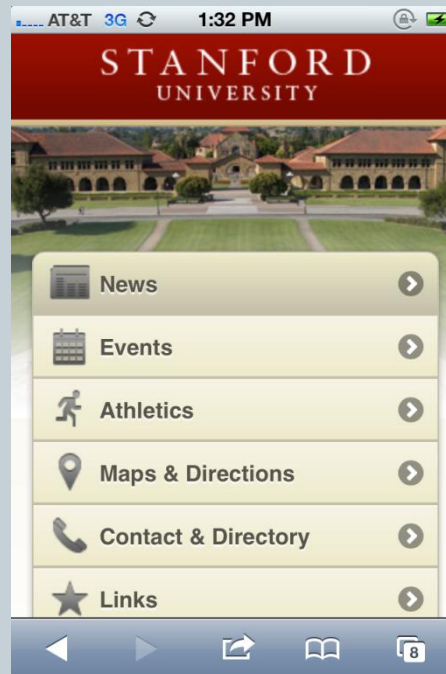 AT&T 3G 1:32 PM
STANFORD
UNIVERSITY
News
Events
Athletics
Maps & Directions
Contact & Directory
Links
8